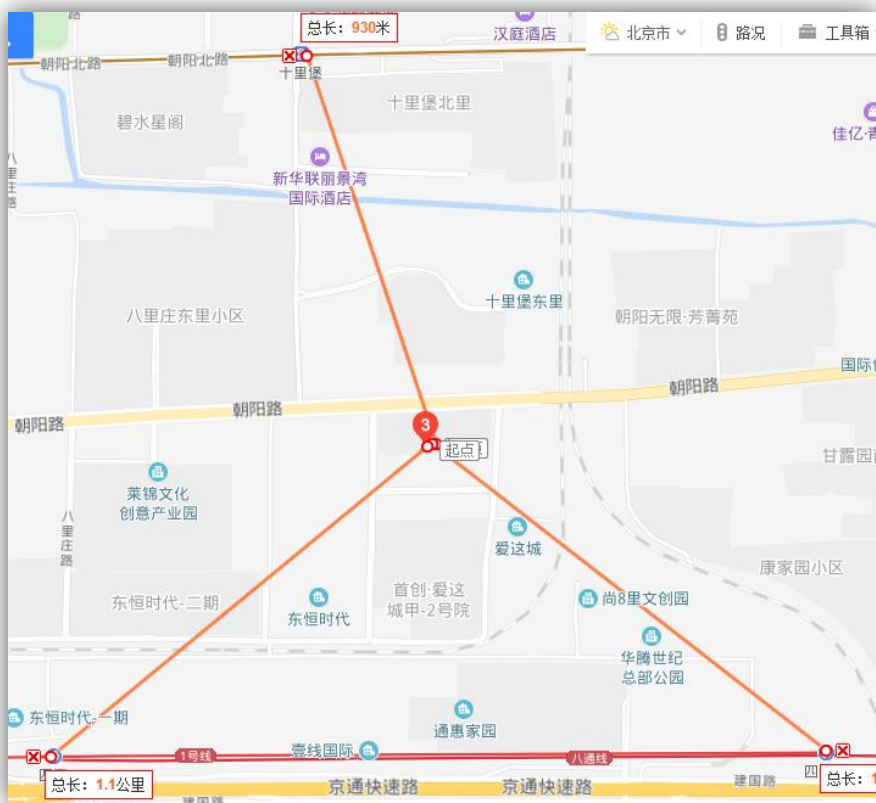 总长：930米
汉庭酒店
北京市
路况
工具箱
朝阳北路
朝阳北路
十里堡
碧水星阁
十里堡北里
佳亿·青
八里庄路
新华联丽景湾
国际酒店
十里堡东里
八里庄东里小区
朝阳无限·芳菁苑
朝阳路
朝阳路
朝阳路
3
起点
莱锦文化
创意产业园
八里庄路
爱这城
康家园小区
东恒时代-二期
东恒时代
首创·爱这
城甲-2号院
尚8里文创园
华腾世纪
总部公园
东恒时代-一期
通惠家园
1号线
壹线国际
八通线
四
四
总长：1.1公里
京通快速路
京通快速路
建国路
总长：1
建国路